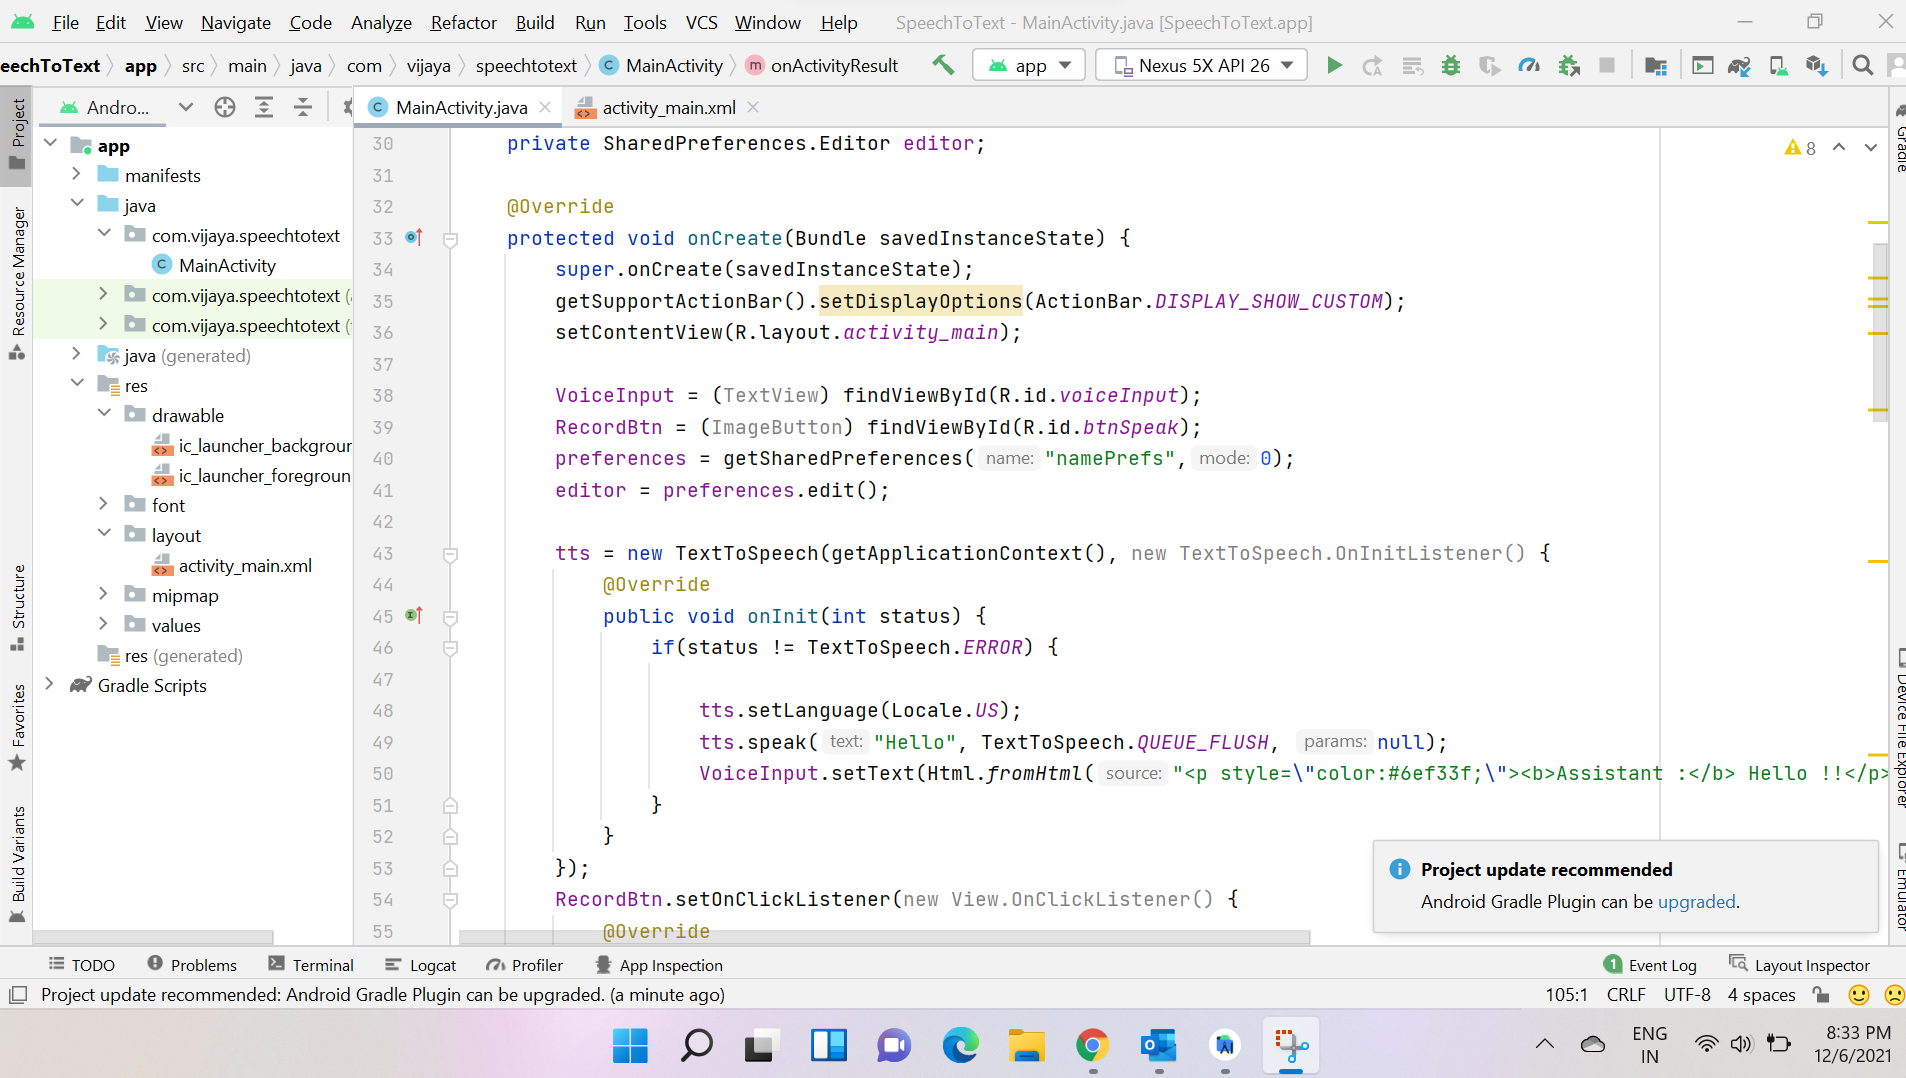 File Edit View Navigate Code Analyze Refactor Build Run Tools VCS Window Help SpeechToText - MainActivity.java [SpeechToText.app]
eechToText app src main java com vijaya speechtotext C MainActivity m onActivityResult app Nexus 5X API 26
Andro... C MainActivity.java activity_main.xml
Project
Resource Manager
Structure
Favorites
Build Variants
app
manifests
java
com.vijaya.speechtotext
C MainActivity
com.vijaya.speechtotext
com.vijaya.speechtotext
java (generated)
res
drawable
ic_launcher_backgrour
ic_launcher_foregroun
font
layout
activity_main.xml
mipmap
values
res (generated)
Gradle Scripts
30 private SharedPreferences.Editor editor;
8
31
32 @Override
33 protected void onCreate(Bundle savedInstanceState) {
34 super.onCreate(savedInstanceState);
35 getSupportActionBar().setDisplayOptions(ActionBar.DISPLAY_SHOW_CUSTOM);
36 setContentView(R.layout.activity_main);
37
38 VoiceInput = (TextView) findViewById(R.id.voiceInput);
39 RecordBtn = (ImageButton) findViewById(R.id.btnSpeak);
40 preferences = getSharedPreferences( name: "namePrefs", mode: 0);
41 editor = preferences.edit();
42
43 tts = new TextToSpeech(getApplicationContext(), new TextToSpeech.OnInitListener() {
44 @Override
45 public void onInit(int status) {
46 if(status != TextToSpeech.ERROR) {
47
48 tts.setLanguage(Locale.US);
49 tts.speak( text: "Hello", TextToSpeech.QUEUE_FLUSH, params: null);
50 VoiceInput.setText(Html.fromHtml( source: "<p style=\"color:#6ef33f;\"><b>Assistant :</b> Hello !!</p>
51 }
52 }
53 });
54 RecordBtn.setOnClickListener(new View.OnClickListener() {
55 @Override
Gradle
Device File Explorer
Emulator
Project update recommended
Android Gradle Plugin can be upgraded.
TODO Problems Terminal Logcat Profiler App Inspection 1 Event Log Layout Inspector
Project update recommended: Android Gradle Plugin can be upgraded. (a minute ago) 105:1 CRLF UTF-8 4 spaces
ENG
IN
8:33 PM
12/6/2021